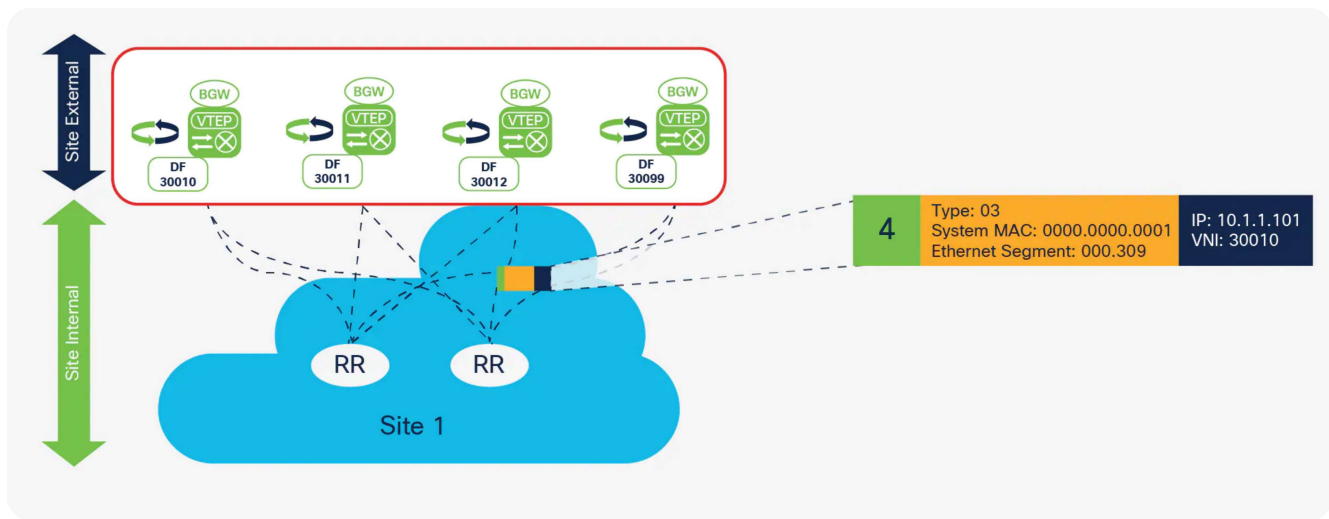 Site External
BGW
VTEP
DF
30010
BGW
VTEP
DF
30011
BGW
VTEP
DF
30012
BGW
VTEP
DF
30099
4
Type: 03
System MAC: 0000.0000.0001
Ethernet Segment: 000.309
IP: 10.1.1.101
VNI: 30010
Site Internal
RR
RR
Site 1